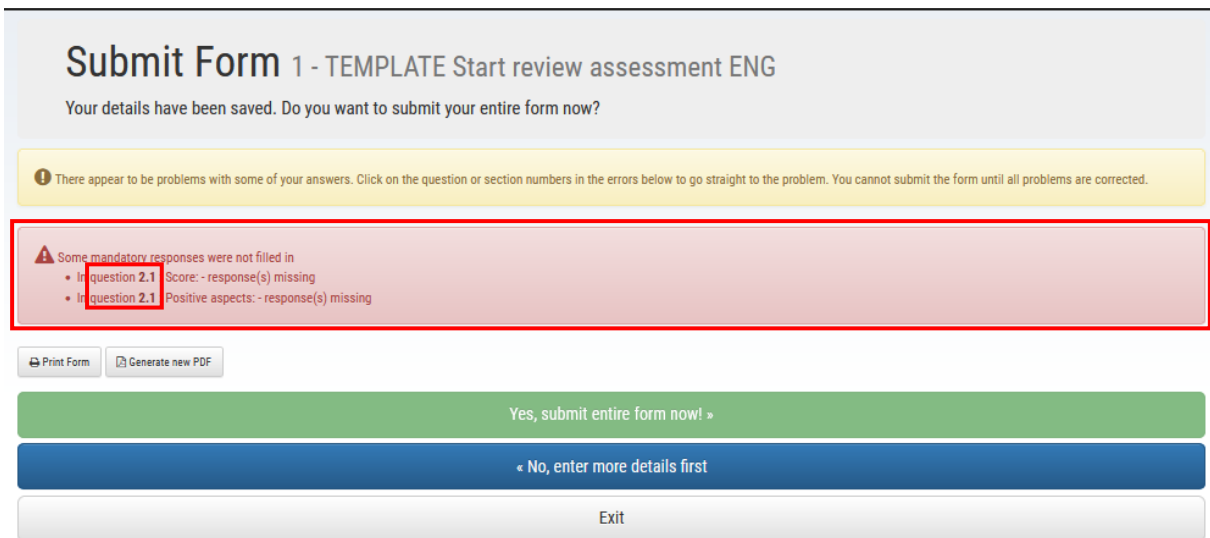 Submit Form 1 - TEMPLATE Start review assessment ENG
Your details have been saved. Do you want to submit your entire form now?
There appear to be problems with some of your answers. Click on the question or section numbers in the errors below to go straight to the problem. You cannot submit the form until all problems are corrected.
Some mandatory responses were not filled in
• In question 2.1 Score: - response(s) missing
• In question 2.1 Positive aspects: - response(s) missing
Print Form Generate new PDF
Yes, submit entire form now! »
« No, enter more details first
Exit